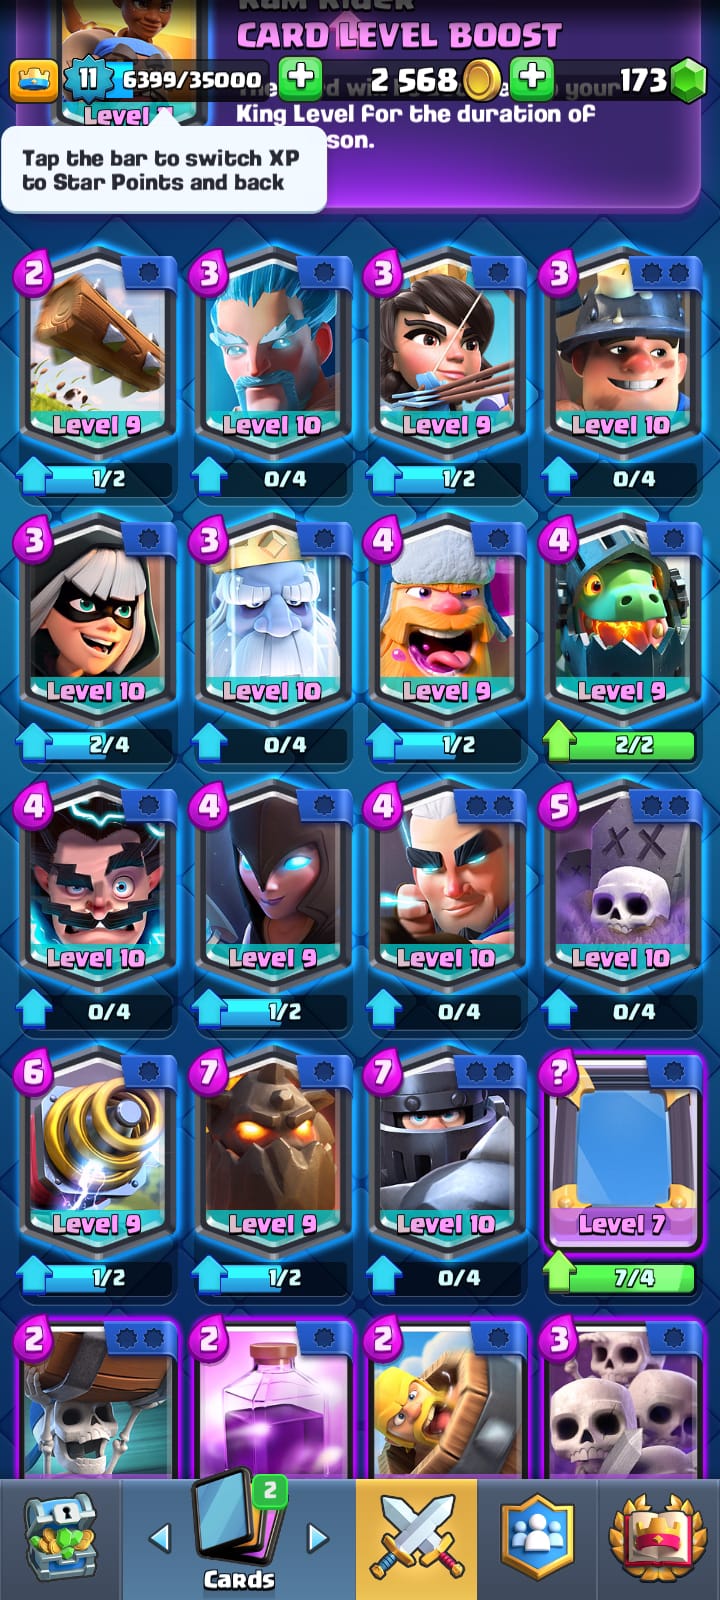 Ram Rider
CARD LEVEL BOOST
11 6399/35000 2 568 173
King Level for the duration of
son.
Level
Tap the bar to switch XP
to Star Points and back
2 3 3 3
Level 9 Level 10 Level 9 Level 10
1/2 0/4 1/2 0/4
3 3 4 4
Level 10 Level 10 Level 9 Level 9
2/4 0/4 1/2 2/2
4 4 4 5
Level 10 Level 9 Level 10 Level 10
0/4 1/2 0/4 0/4
6 7 7 ?
Level 9 Level 9 Level 10 Level 7
1/2 1/2 0/4 7/4
2 2 2 3
2
Cards